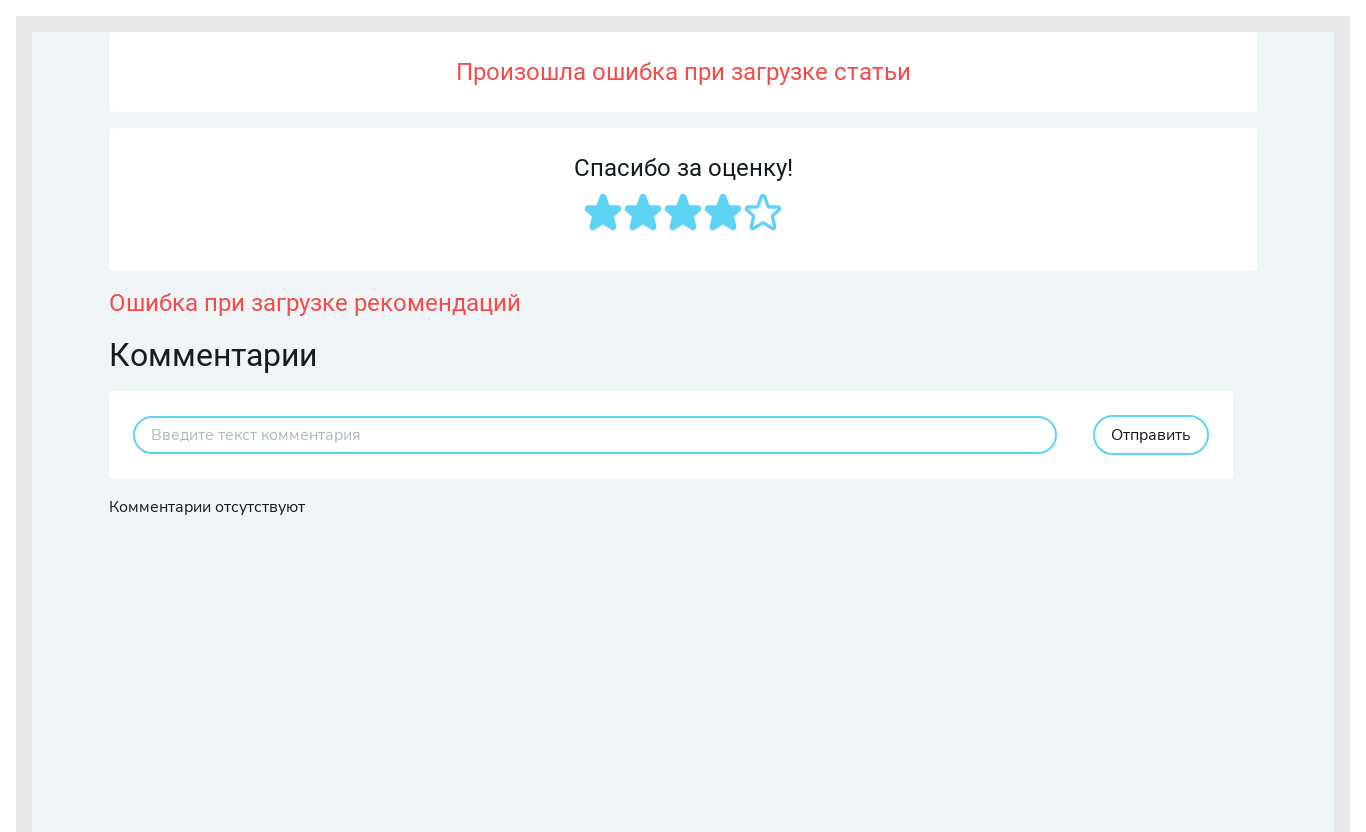 Произошла ошибка при загрузке статьи
Спасибо за оценку!
Ошибка при загрузке рекомендаций
Комментарии
Введите текст комментария
Отправить
Комментарии отсутствуют